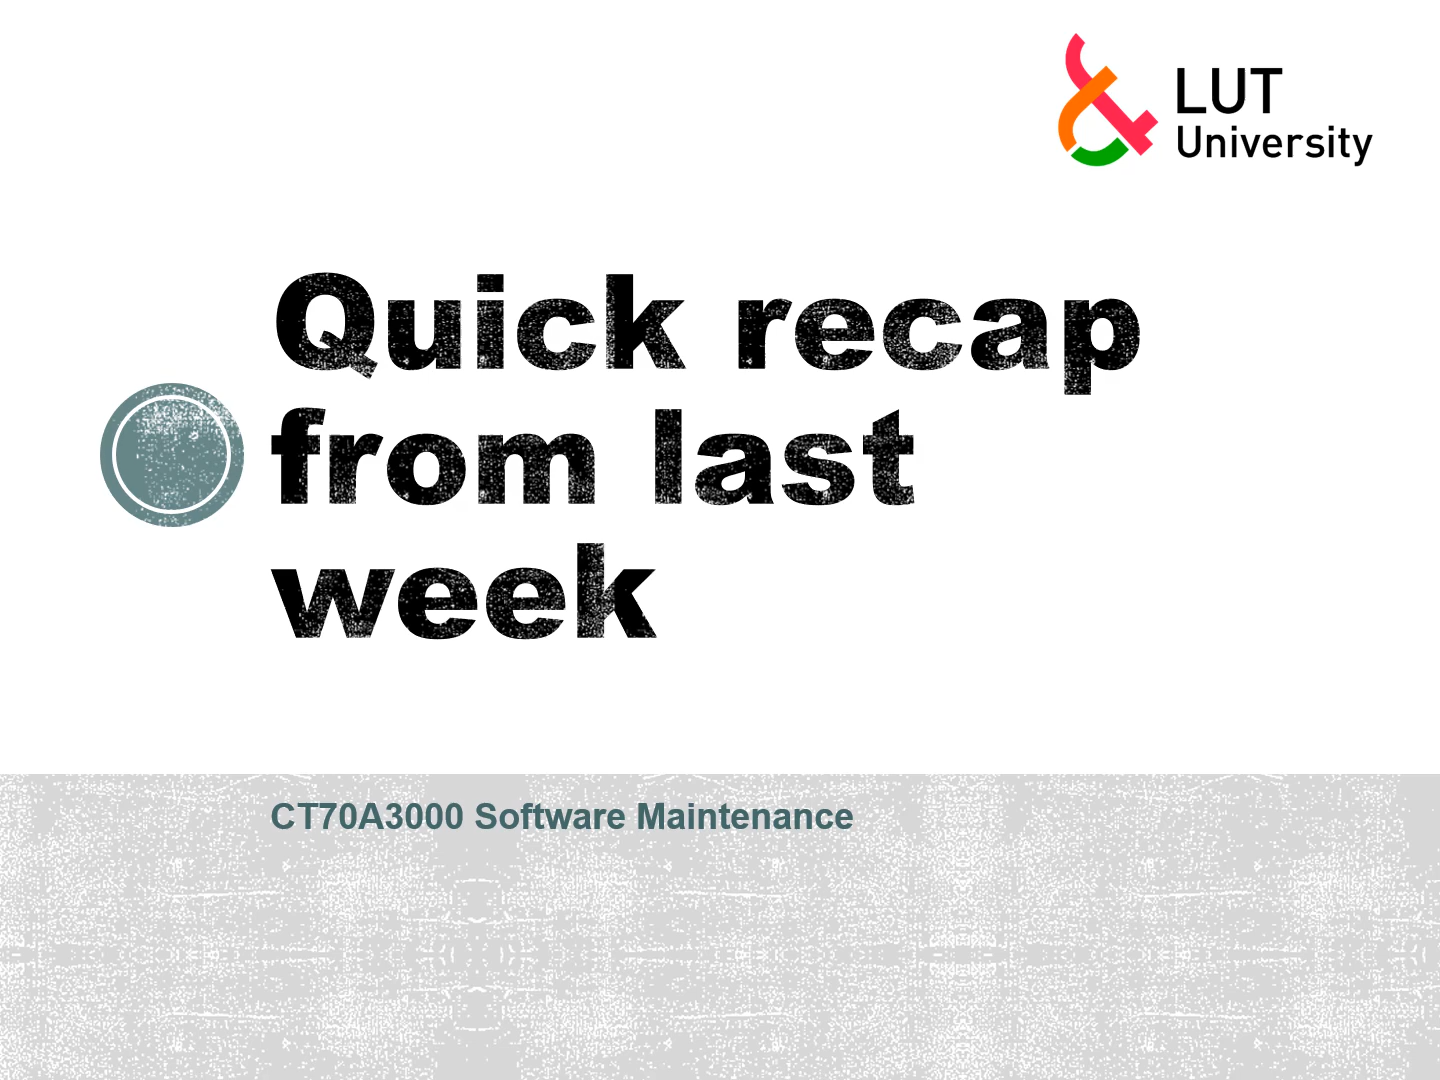 LUT
University
Quick recap
from last
week
CT70A3000 Software Maintenance